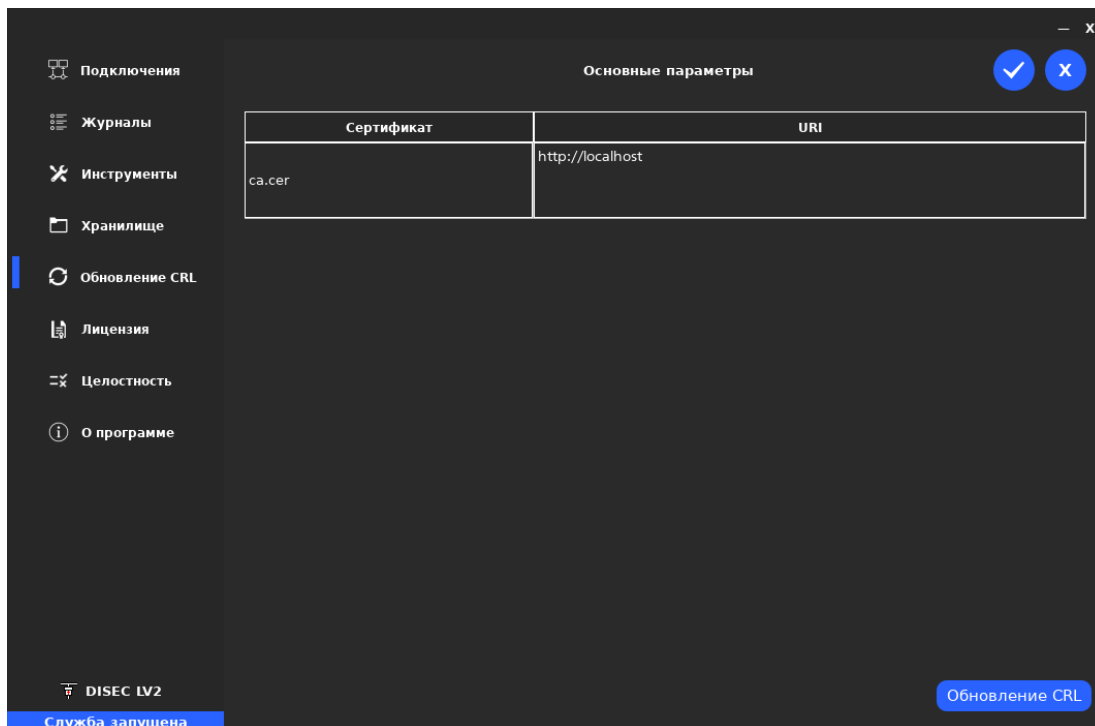 — X
Подключения
Основные параметры
X
Журналы
Сертификат
URI
http://localhost
Инструменты
ca.cer
Хранилище
Обновление CRL
Лицензия
Целостность
О программе
DISEC LV2
Обновление CRL
Служба запущена